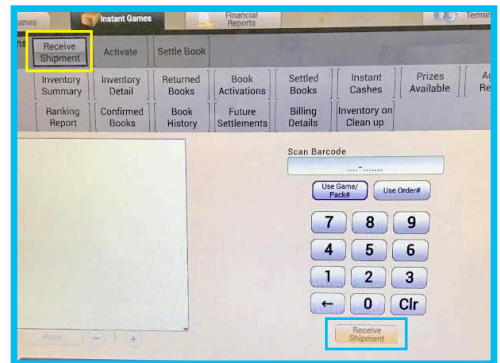 ames
Instant Games
Financial
Reports
Termin
ns
Receive
Shipment
Activate
Settle Book
Inventory
Summary
Inventory
Detail
Returned
Books
Book
Activations
Settled
Books
Instant
Cashes
Prizes
Available
Ranking
Report
Confirmed
Books
Book
History
Future
Settlements
Billing
Details
Inventory on
Clean up
Scan Barcode
....-.......
Use Game/
Pack#
Use Order#
7 8 9
4 5 6
1 2 3
← 0 Clr
Receive
Shipment
Print - 1 +